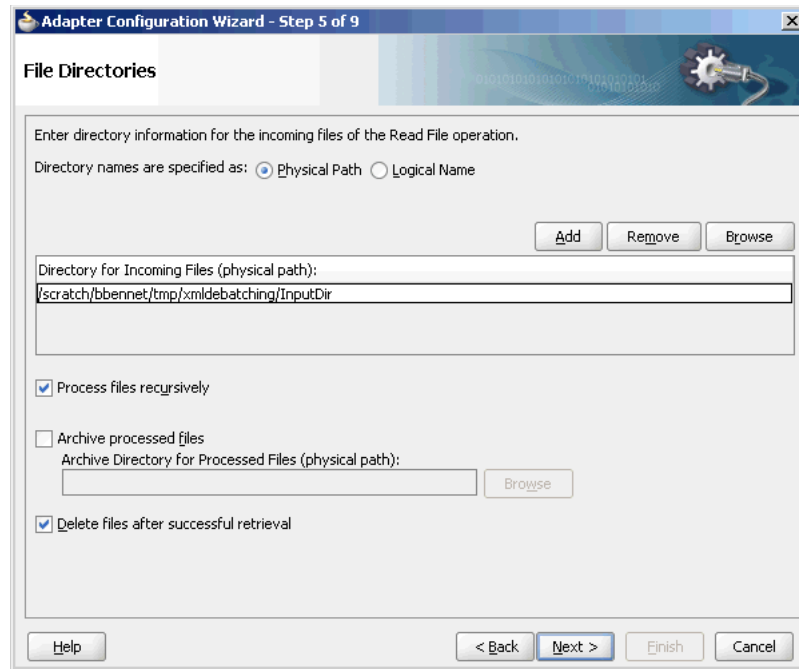 Adapter Configuration Wizard - Step 5 of 9
File Directories
Enter directory information for the incoming files of the Read File operation.
Directory names are specified as: Physical Path Logical Name
Add Remove Browse
Directory for Incoming Files (physical path):
/scratch/bbennet/tmp/xmldebatching/InputDir
Process files recursively
Archive processed files
Archive Directory for Processed Files (physical path):
Browse
Delete files after successful retrieval
Help < Back Next > Finish Cancel